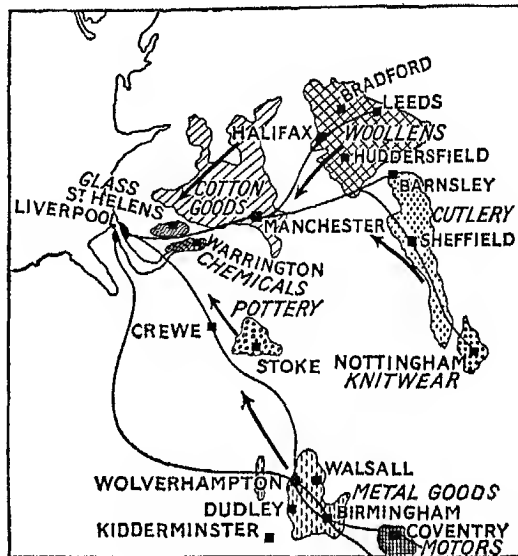 BRADFORD
LEEDS
HALIFAX
WOOLLENS
HUDDERSFIELD
GLASS
ST HELENS
COTTON
GOODS
BARNSLEY
LIVERPOOL
MANCHESTER
CUTLERY
SHEFFIELD
WARRINGTON
CHEMICALS
POTTERY
CREWE
STOKE
NOTTINGHAM
KNITWEAR
WOLVERHAMPTON
WALSALL
METAL GOODS
DUDLEY
BIRMINGHAM
KIDDERMINSTER
COVENTRY
MOTORS